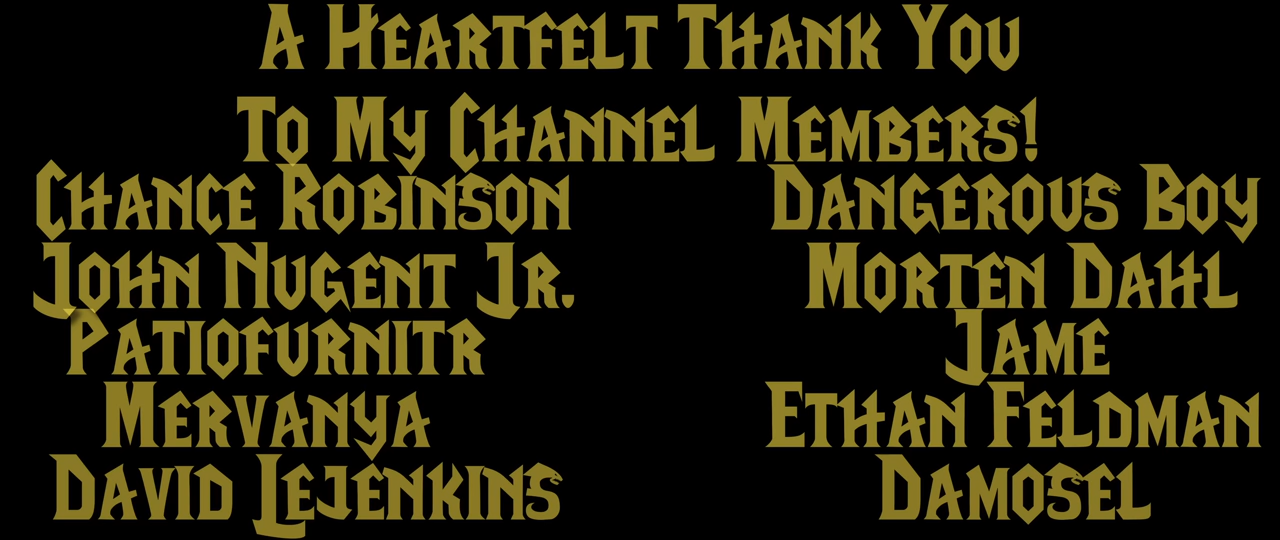 A Heartfelt Thank You
To My Channel Members!
Chance Robinson
Dangerous Boy
John Nugent Jr.
Morten Dahl
Patiofurnitr
Jame
Mervanya
Ethan Feldman
David Lejenkins
Damosel